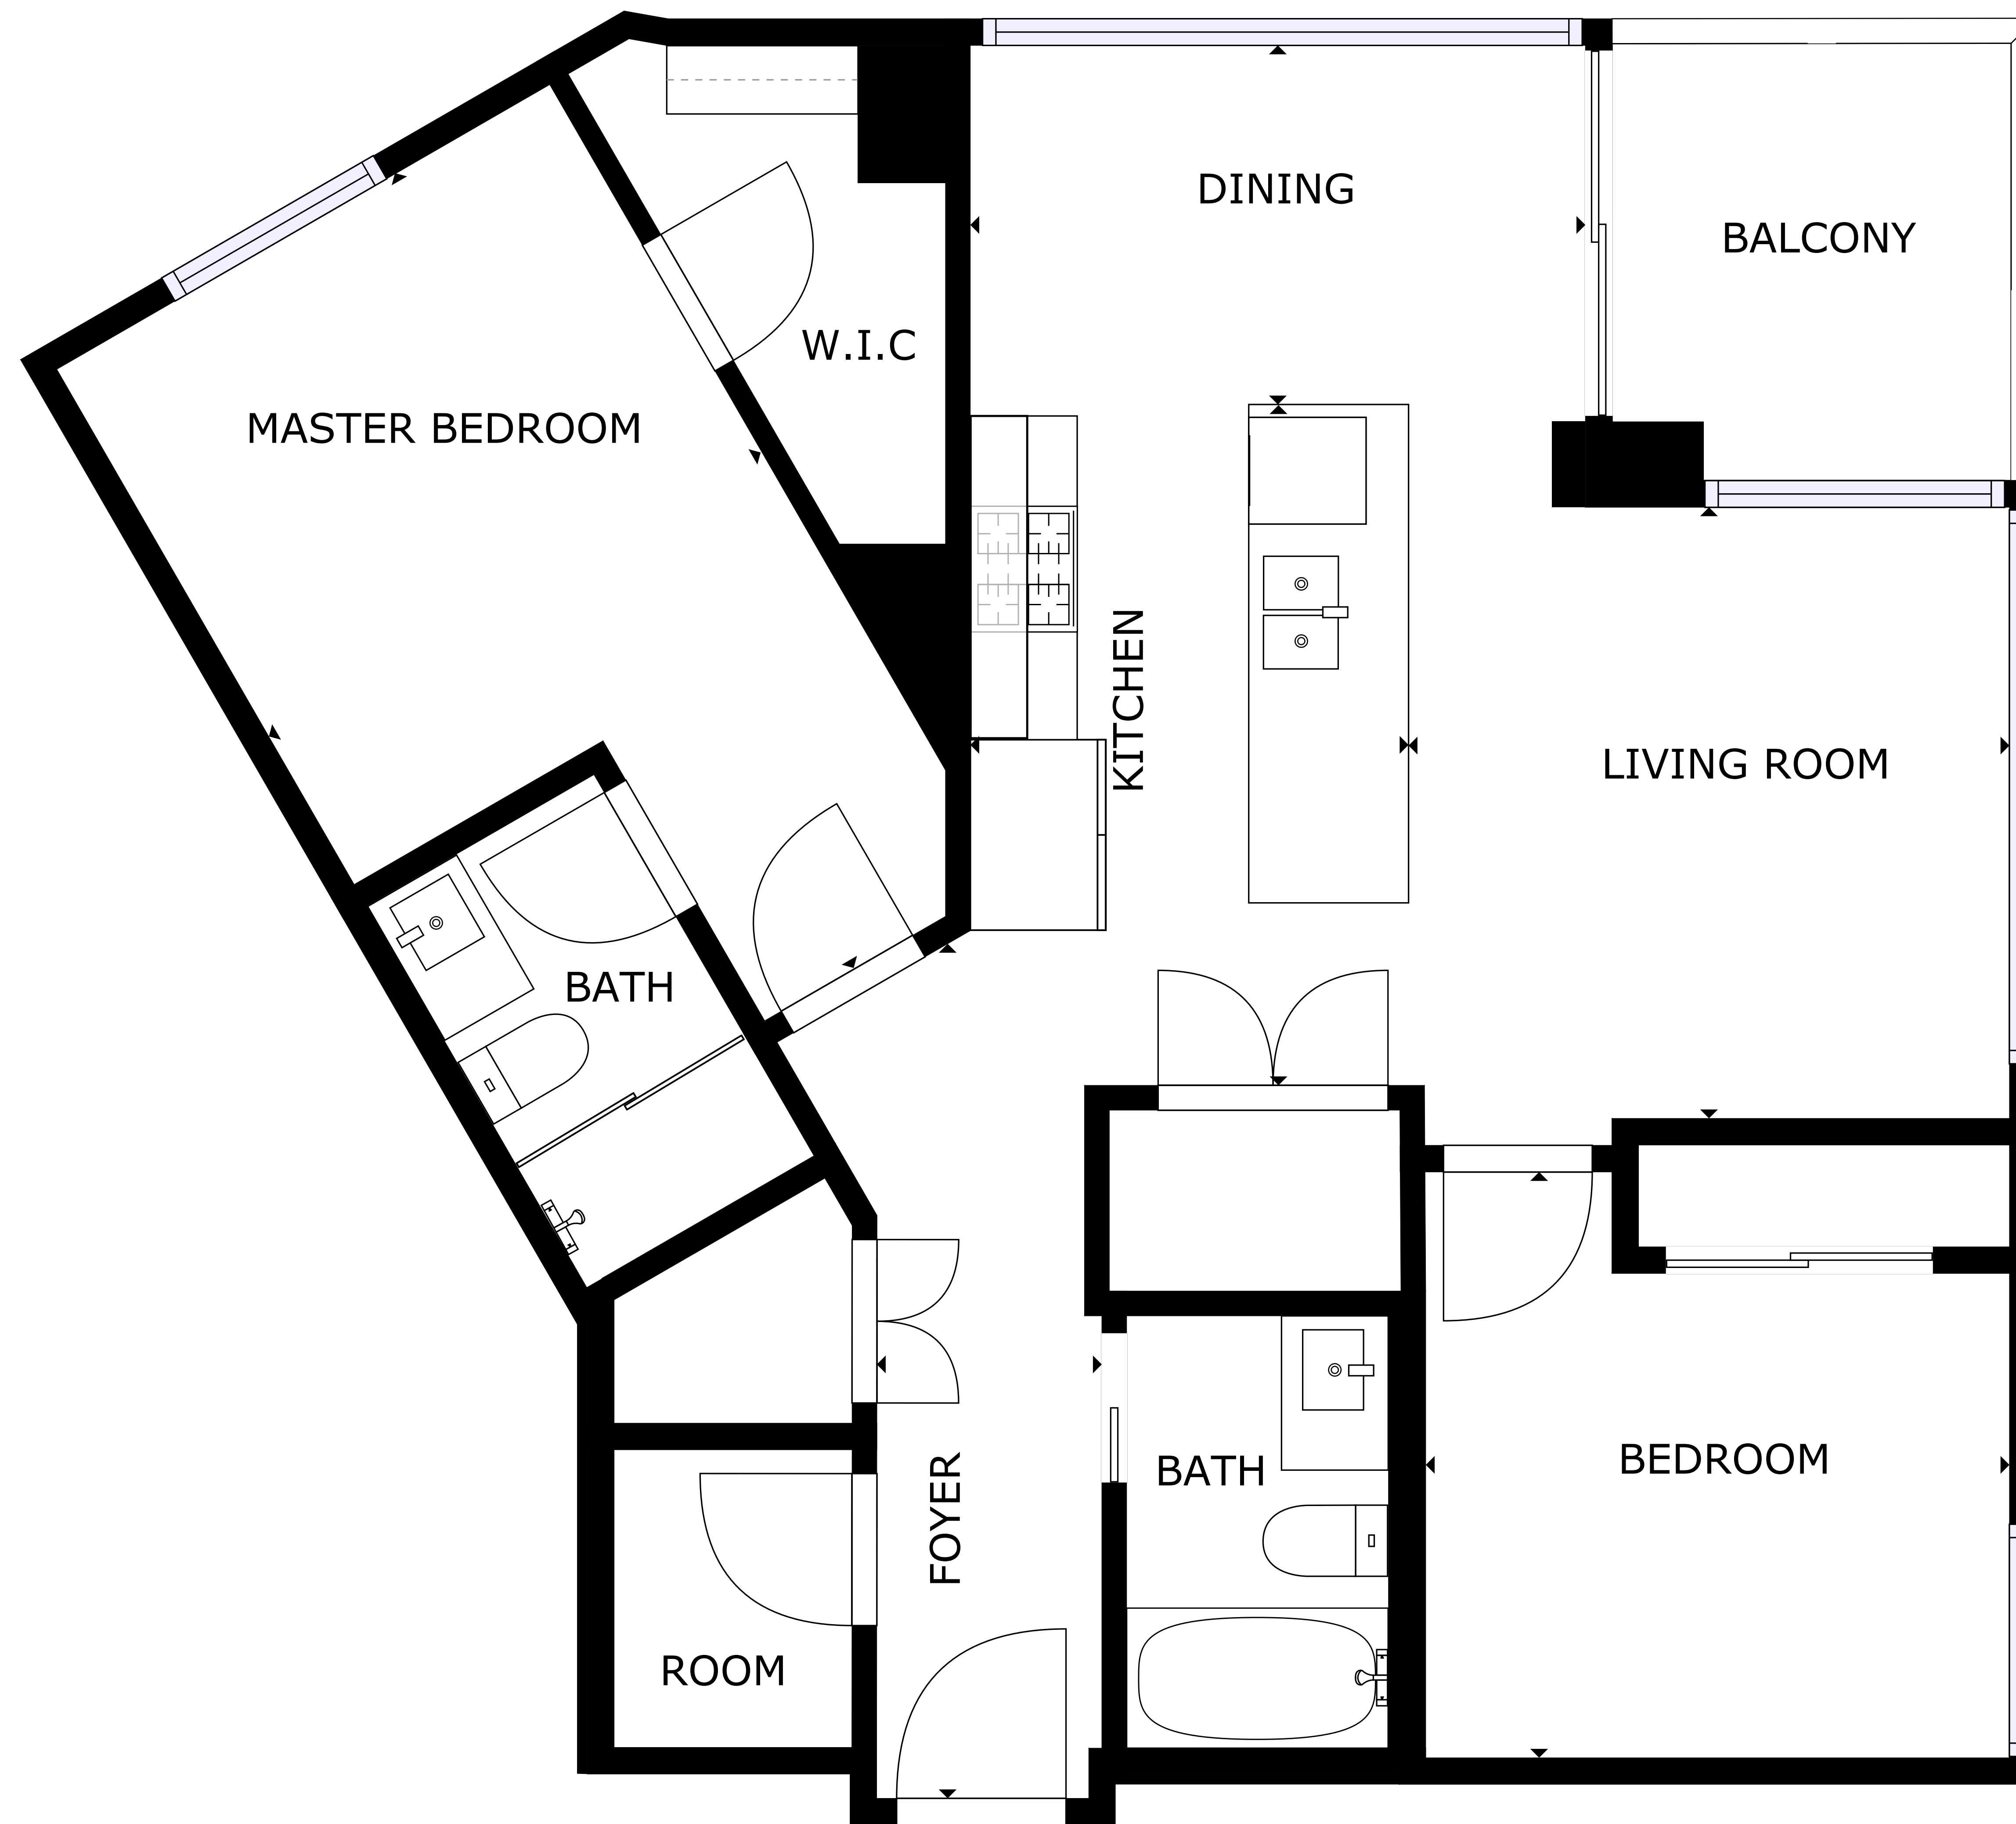 DINING
BALCONY
W.I.C
MASTER BEDROOM
KITCHEN
LIVING ROOM
BATH
BEDROOM
BATH
FOYER
ROOM